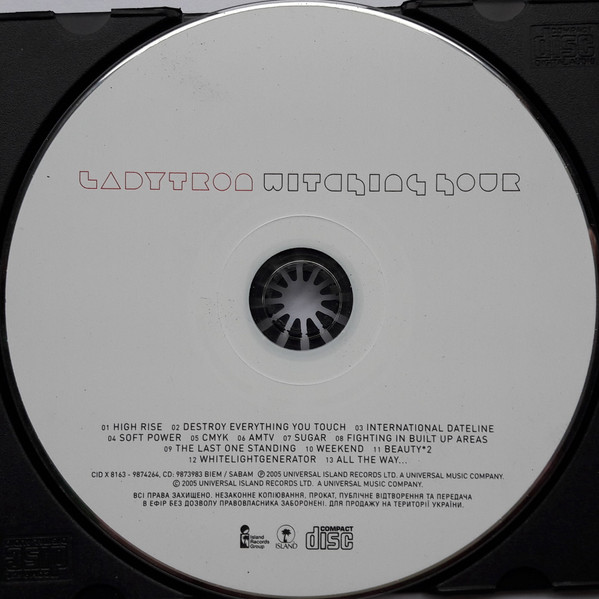 LADYTRON WITCHING HOUR
01 HIGH RISE 02 DESTROY EVERYTHING YOU TOUCH 03 INTERNATIONAL DATELINE
04 SOFT POWER 05 CMYK 06 AMTV 07 SUGAR 08 FIGHTING IN BUILT UP AREAS
09 THE LAST ONE STANDING 10 WEEKEND 11 BEAUTY*2
12 WHITELIGHTGENERATOR 13 ALL THE WAY...
CID X 8163 - 9874264, CD: 9873983 BIEM / SABAM ℗ 2005 UNIVERSAL ISLAND RECORDS LTD. A UNIVERSAL MUSIC COMPANY.
© 2005 UNIVERSAL ISLAND RECORDS LTD. A UNIVERSAL MUSIC COMPANY.
ВСІ ПРАВА ЗАХИЩЕНО. НЕЗАКОННЕ КОПІЮВАННЯ, ПРОКАТ, ПУБЛІЧНЕ ВІДТВОРЕННЯ ТА ПЕРЕДАЧА
В ЕФІР БЕЗ ДОЗВОЛУ ПРАВОВЛАСНИКА ЗАБОРОНЕНІ. ДЛЯ ПРОДАЖУ НА ТЕРИТОРІЇ УКРАЇНИ.
Island
Records
Group
ISLAND
COMPACT
disc